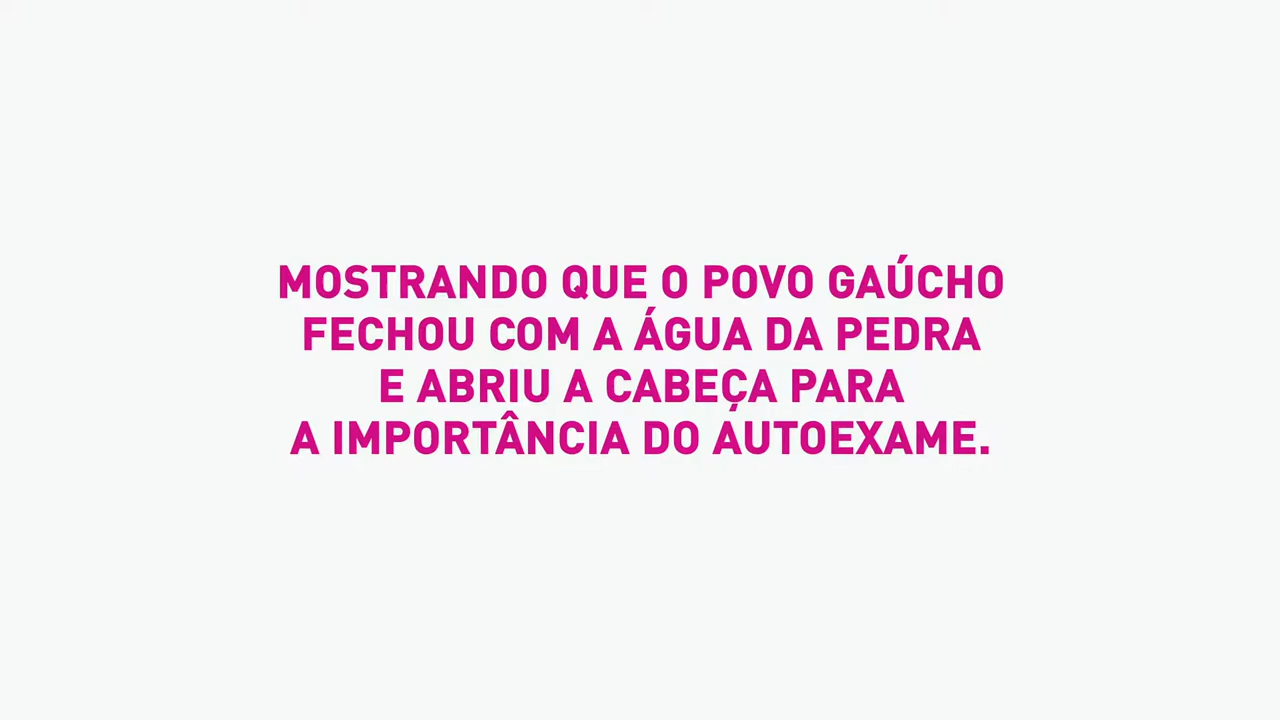 MOSTRANDO QUE O POVO GAÚCHO
FECHOU COM A ÁGUA DA PEDRA
E ABRIU A CABEÇA PARA
A IMPORTÂNCIA DO AUTOEXAME.